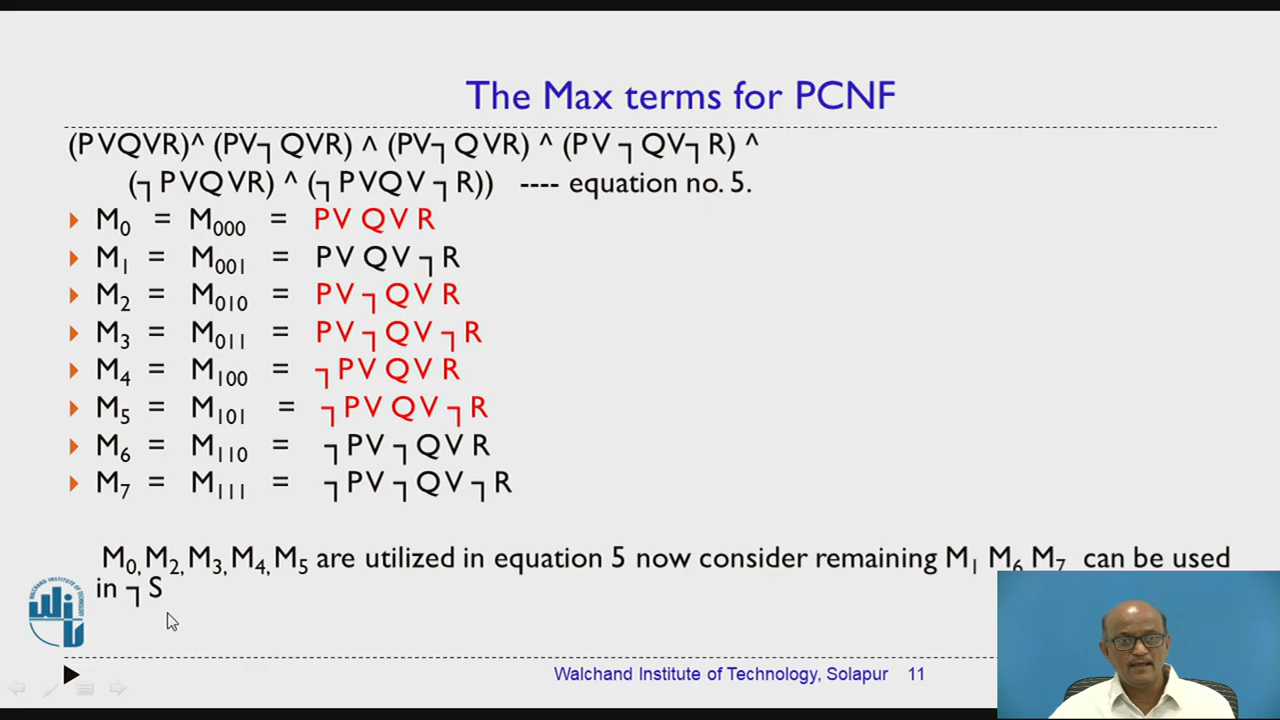 The Max terms for PCNF
(PVQVR)^ (PV┐QVR) ^ (PV┐QVR) ^ (PV ┐QV┐R) ^
(┐PVQVR) ^ (┐PVQV ┐R)) ---- equation no. 5.
M0 = M000 = PV QV R
M1 = M001 = PV QV ┐R
M2 = M010 = PV ┐QV R
M3 = M011 = PV ┐QV ┐R
M4 = M100 = ┐PV QV R
M5 = M101 = ┐PV QV ┐R
M6 = M110 = ┐PV ┐QV R
M7 = M111 = ┐PV ┐QV ┐R
M0, M2, M3, M4, M5 are utilized in equation 5 now consider remaining M1 M6 M7 can be used
in ┐S
Walchand Institute of Technology, Solapur 11